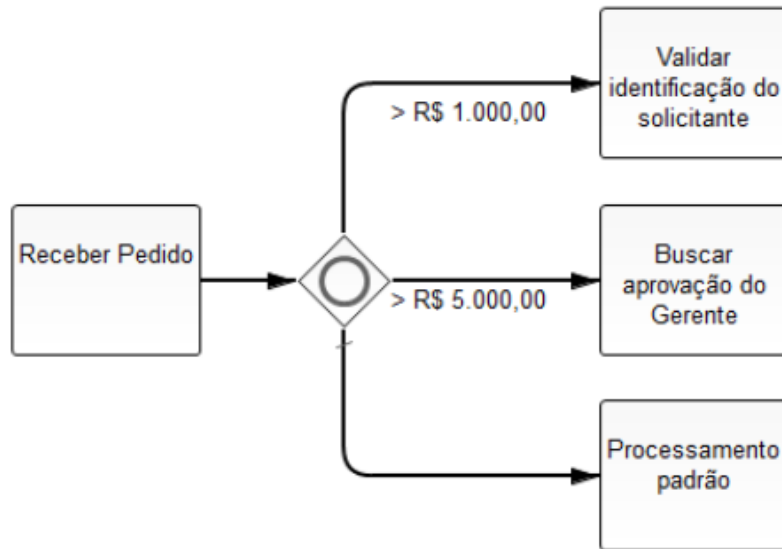 Validar
identificação do
solicitante
> R$ 1.000,00
Receber Pedido
Buscar
aprovação do
Gerente
> R$ 5.000,00
Processamento
padrão